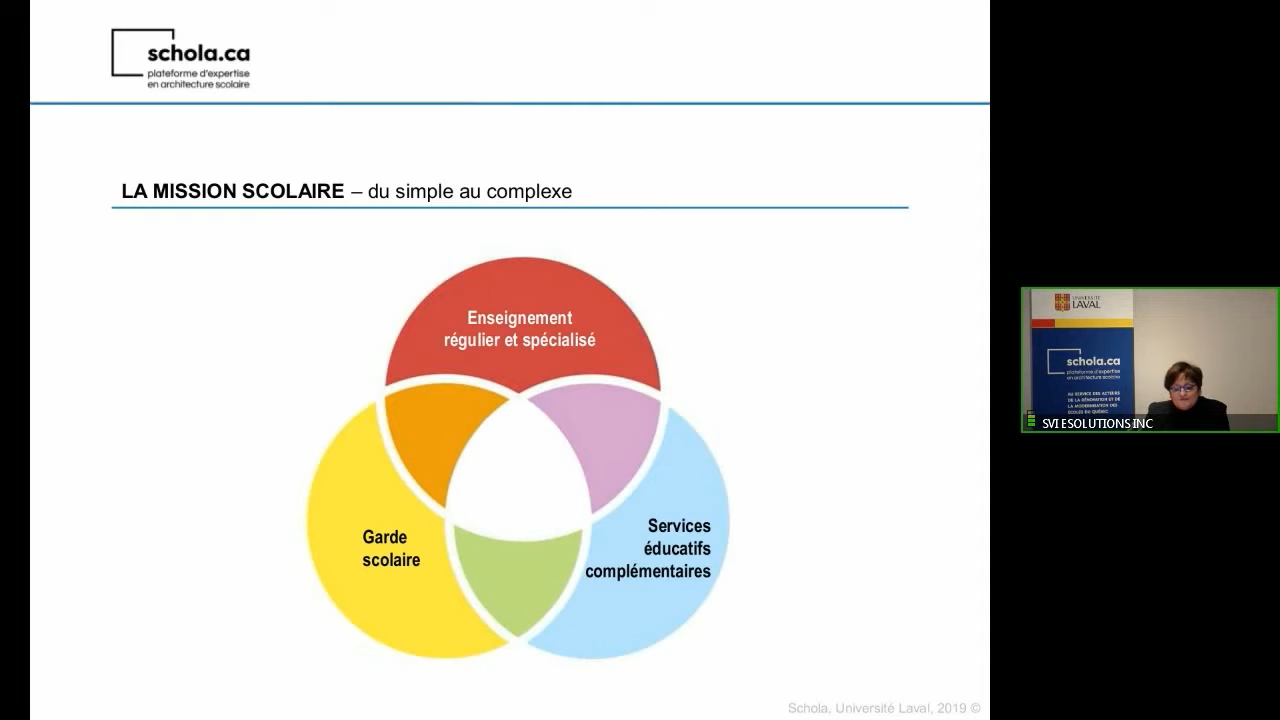 schola.ca
plateforme d'expertise
en architecture scolaire
LA MISSION SCOLAIRE – du simple au complexe
Enseignement
régulier et spécialisé
Garde
scolaire
Services
éducatifs
complémentaires
Schola, Université Laval, 2019 ©
UNIVERSITÉ
LAVAL
schola.ca
plateforme d'expertise
en architecture scolaire
AU SERVICE DES ACTEURS
DE LA RÉNOVATION ET DE
LA MODERNISATION DES
ÉCOLES DU QUÉBEC
SVI ESOLUTIONS INC